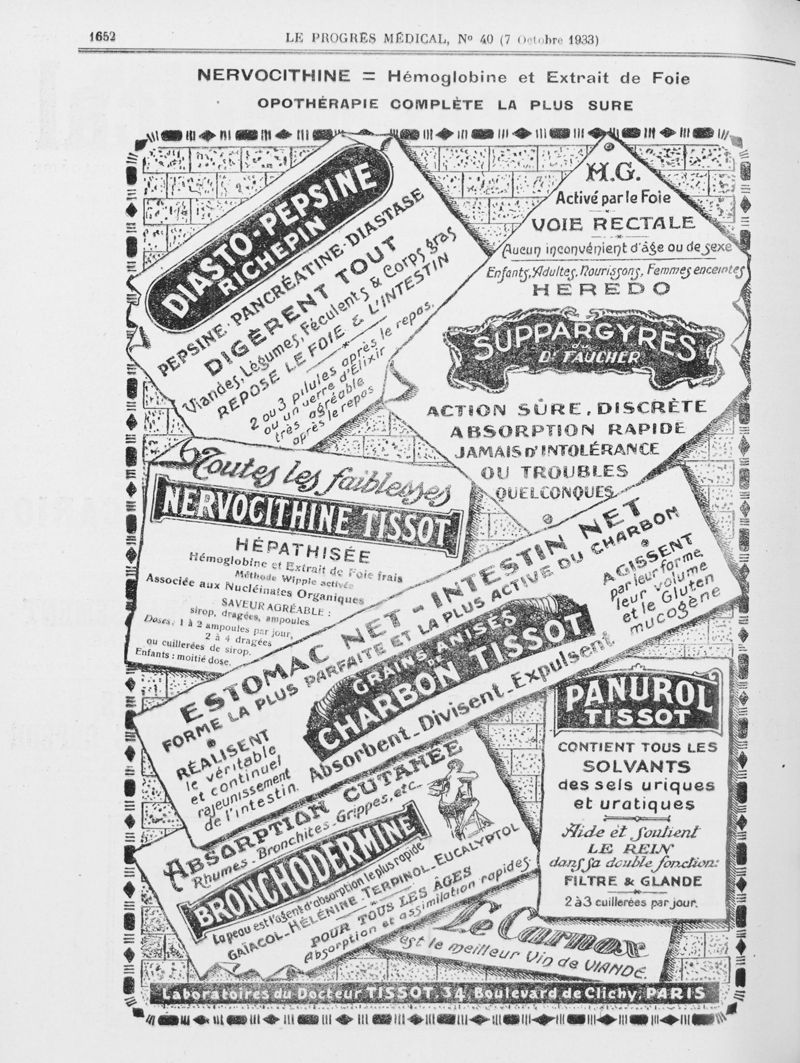 1652
LE PROGRÈS MÉDICAL, No 40 (7 Octobre 1933)
NERVOCITHINE = Hémoglobine et Extrait de Foie
OPOTHÉRAPIE COMPLÈTE LA PLUS SURE
DIASTO-PEPSINE
RICHEPIN
PEPSINE-PANCRÉATINE-DIASTASE
DIGÈRENT TOUT
Viandes, Légumes, Féculents & Corps gras
REPOSE LE FOIE & L'INTESTIN
2 ou 3 pilules après le repas,
ou un verre d'Élixir
très agréable
après le repos
H.G.
Activé par le Foie
VOIE RECTALE
Aucun inconvénient d'âge ou de sexe
Enfants, Adultes, Nourissons, Femmes enceintes
HEREDO
SUPPARGYRES
du
Dr FAUCHER
ACTION SÛRE, DISCRÈTE
ABSORPTION RAPIDE
JAMAIS D'INTOLÉRANCE
OU TROUBLES
QUELCONQUES
Toutes les faiblesses
NERVOCITHINE TISSOT
HÉPATHISÉE
Hémoglobine et Extrait de Foie frais
Méthode Wipple activée
Associée aux Nucléinates Organiques
SAVEUR AGRÉABLE :
sirop, dragées, ampoules
Doses: 1 à 2 ampoules par jour,
2 à 4 dragées
ou cuillerées de sirop.
Enfants : moitié dose.
ESTOMAC NET - INTESTIN NET
FORME LA PLUS PARFAITE ET LA PLUS ACTIVE DU CHARBON
RÉALISENT
le véritable
et continuel
rajeunissement
de l'intestin.
GRAINS ANISÉS
DE
CHARBON TISSOT
Absorbent_Divisent_Expulsent
AGISSENT
par leur forme,
leur volume
et le Gluten
mucogène
PANUROL
TISSOT
CONTIENT TOUS LES
SOLVANTS
des sels uriques
et uratiques
Aide et Soutient
LE REIN
dans sa double fonction:
FILTRE & GLANDE
2 à 3 cuillerées par jour.
ABSORPTION CUTANÉE
Rhumes-Bronchites-Grippes, etc...
BRONCHODERMINE
La peau est l'agent d'absorption le plus rapide
GAÏACOL_HÉLÉNINE_TERPINOL_EUCALYPTOL
POUR TOUS LES ÂGES
Absorption et assimilation rapides
Le Carnox
est le meilleur Vin de VIANDE.
Laboratoires du Docteur TISSOT, 34, Boulevard de Clichy, PARIS